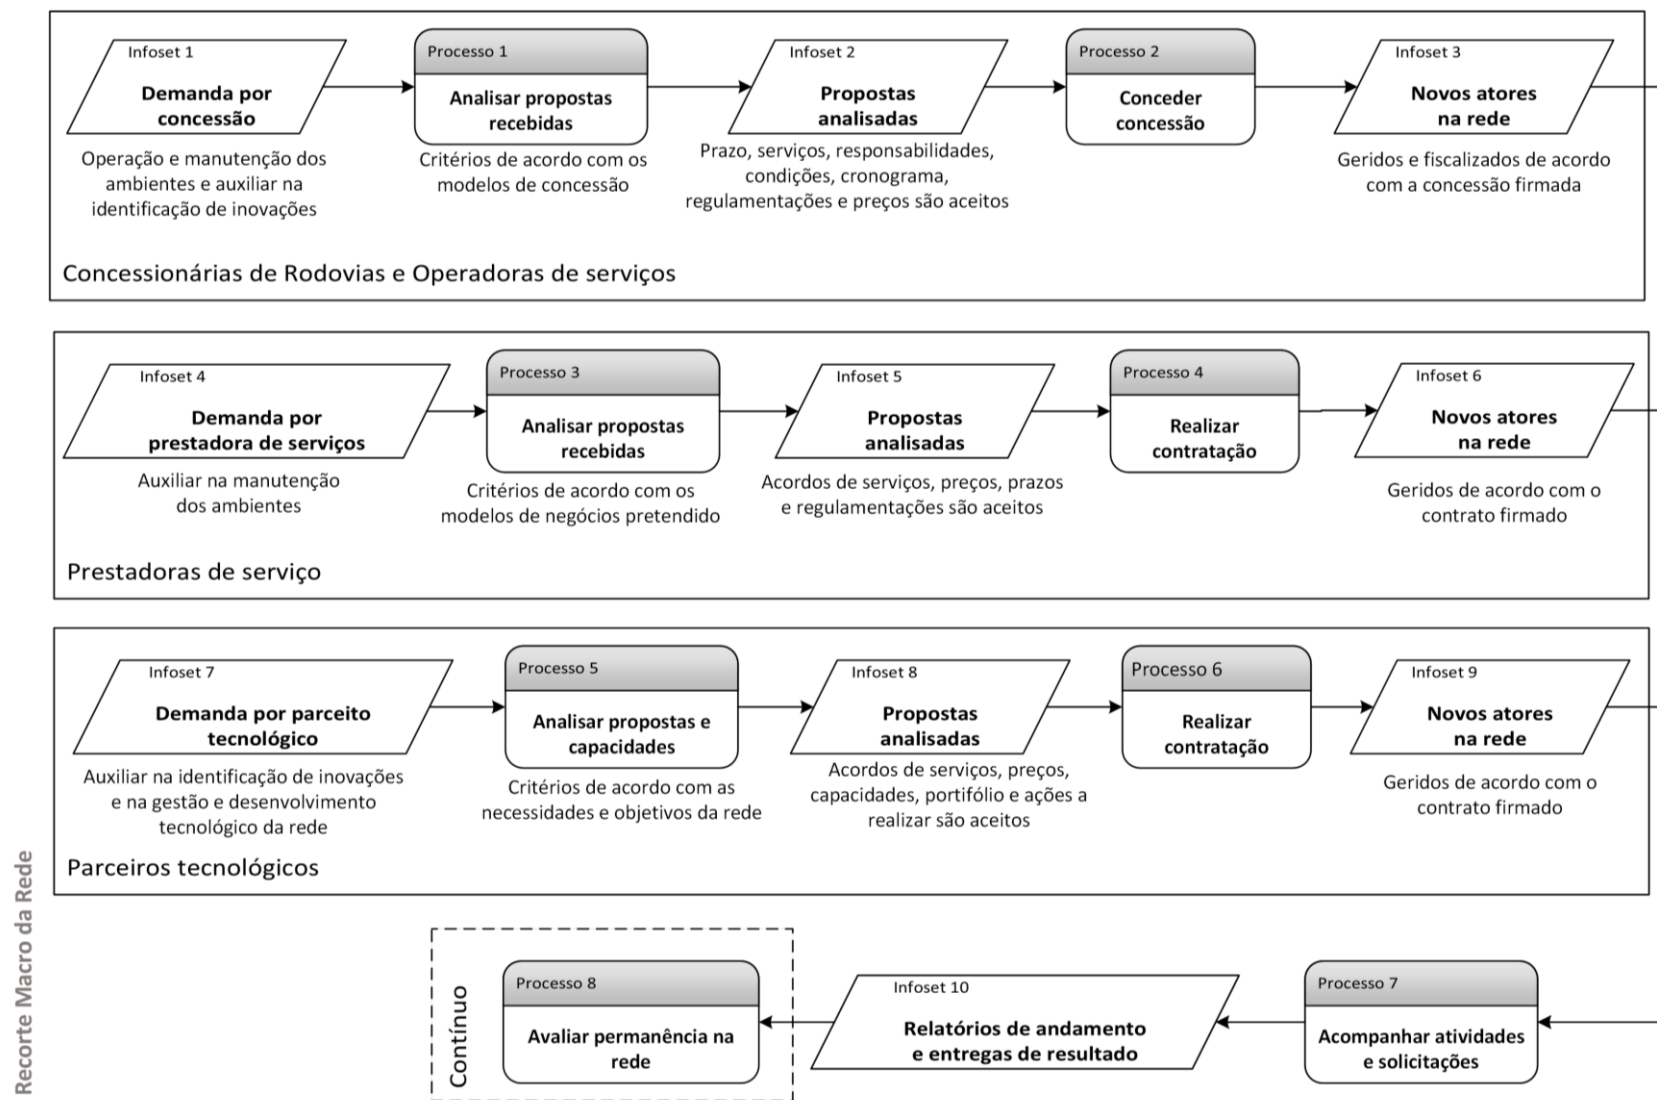 Infoset 1
Demanda por
concessão
Operação e manutenção dos
ambientes e auxiliar na
identificação de inovações
Processo 1
Analisar propostas
recebidas
Critérios de acordo com os
modelos de concessão
Infoset 2
Propostas
analisadas
Prazo, serviços, responsabilidades,
condições, cronograma,
regulamentações e preços são aceitos
Processo 2
Conceder
concessão
Infoset 3
Novos atores
na rede
Geridos e fiscalizados de acordo
com a concessão firmada
Concessionárias de Rodovias e Operadoras de serviços
Infoset 4
Demanda por
prestadora de serviços
Auxiliar na manutenção
dos ambientes
Processo 3
Analisar propostas
recebidas
Critérios de acordo com os
modelos de negócios pretendido
Infoset 5
Propostas
analisadas
Acordos de serviços, preços, prazos
e regulamentações são aceitos
Processo 4
Realizar
contratação
Infoset 6
Novos atores
na rede
Geridos de acordo com o
contrato firmado
Prestadoras de serviço
Infoset 7
Demanda por parceito
tecnológico
Auxiliar na identificação de inovações
e na gestão e desenvolvimento
tecnológico da rede
Processo 5
Analisar propostas e
capacidades
Critérios de acordo com as
necessidades e objetivos da rede
Infoset 8
Propostas
analisadas
Acordos de serviços, preços,
capacidades, portifólio e ações a
realizar são aceitos
Processo 6
Realizar
contratação
Infoset 9
Novos atores
na rede
Geridos de acordo com o
contrato firmado
Parceiros tecnológicos
Recorte Macro da Rede
Processo 7
Acompanhar atividades
e solicitações
Infoset 10
Relatórios de andamento
e entregas de resultado
Contínuo
Processo 8
Avaliar permanência na
rede